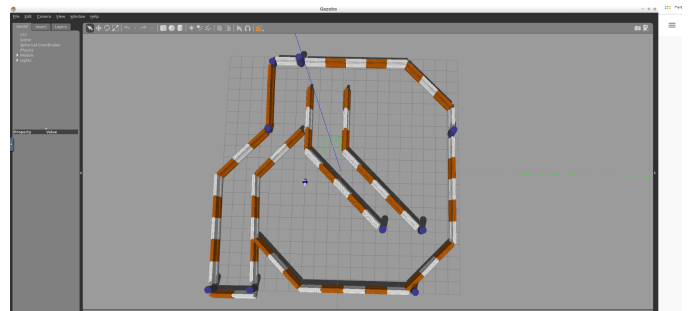 Gazebo
File Edit Camera View Window Help
World Insert Layers
GUI
Scene
Spherical Coordinates
Physics
Models
Lights
Property Value